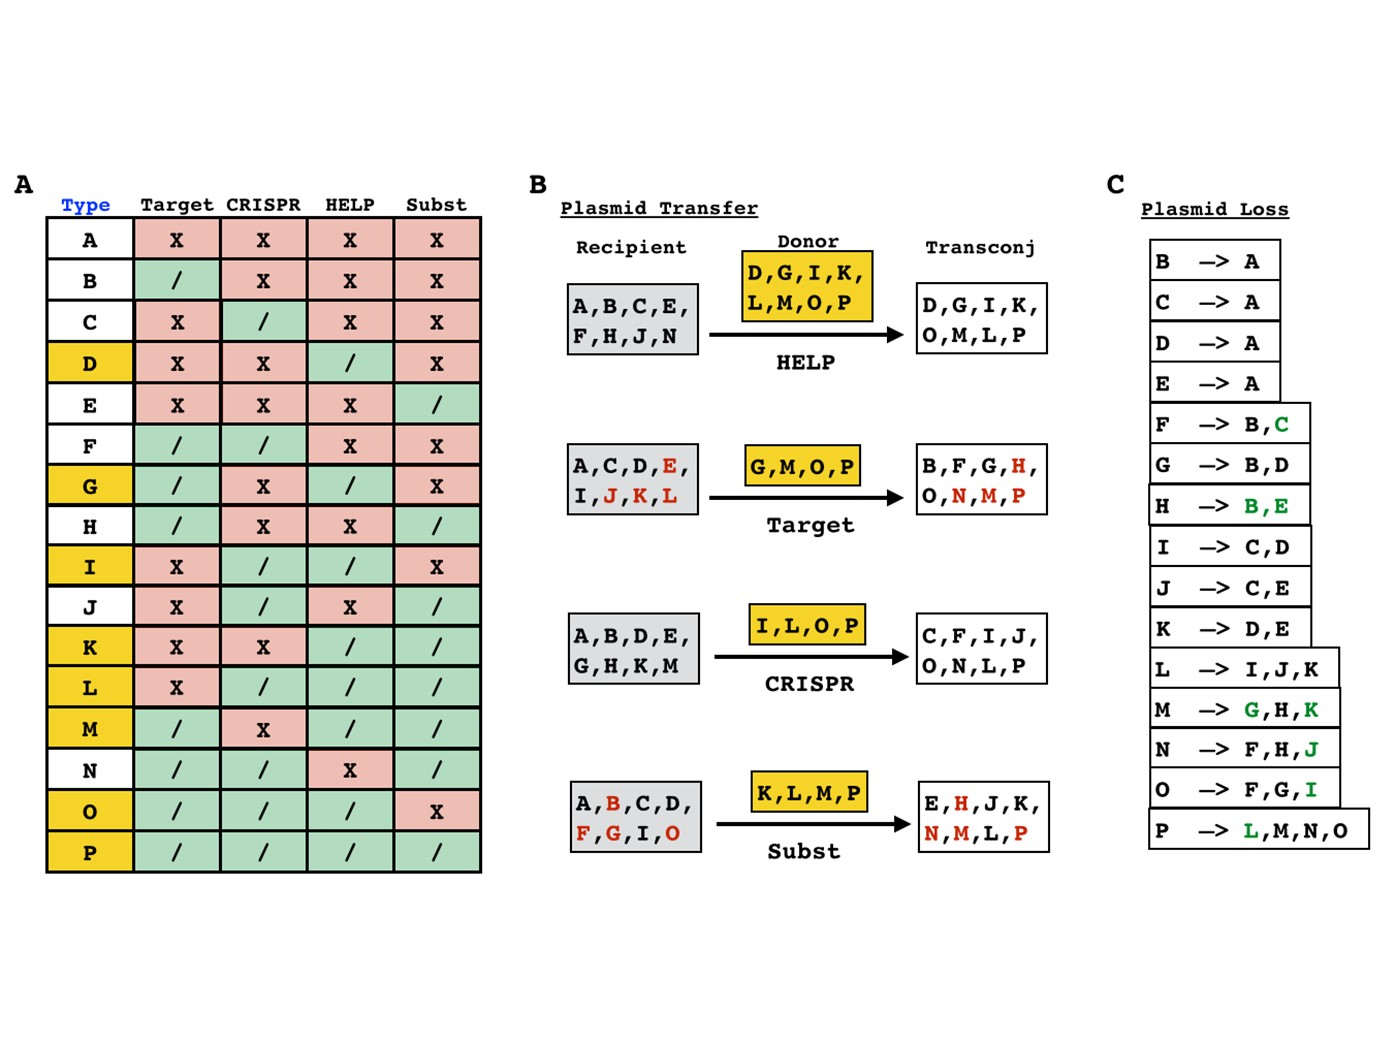 A
Type Target CRISPR HELP Subst
A X X X X
B / X X X
C X / X X
D X X / X
E X X X /
F / / X X
G / X / X
H / X X /
I X / / X
J X / X /
K X X / /
L X / / /
M / X / /
N / / X /
O / / / X
P / / / /
B
Plasmid Transfer
Recipient Donor Transconj
A,B,C,E,
F,H,J,N
D,G,I,K,
L,M,O,P
HELP
D,G,I,K,
O,M,L,P
A,C,D,E,
I,J,K,L
G,M,O,P
Target
B,F,G,H,
O,N,M,P
A,B,D,E,
G,H,K,M
I,L,O,P
CRISPR
C,F,I,J,
O,N,L,P
A,B,C,D,
F,G,I,O
K,L,M,P
Subst
E,H,J,K,
N,M,L,P
C
Plasmid Loss
B —> A
C —> A
D —> A
E —> A
F —> B,C
G —> B,D
H —> B,E
I —> C,D
J —> C,E
K —> D,E
L —> I,J,K
M —> G,H,K
N —> F,H,J
O —> F,G,I
P —> L,M,N,O